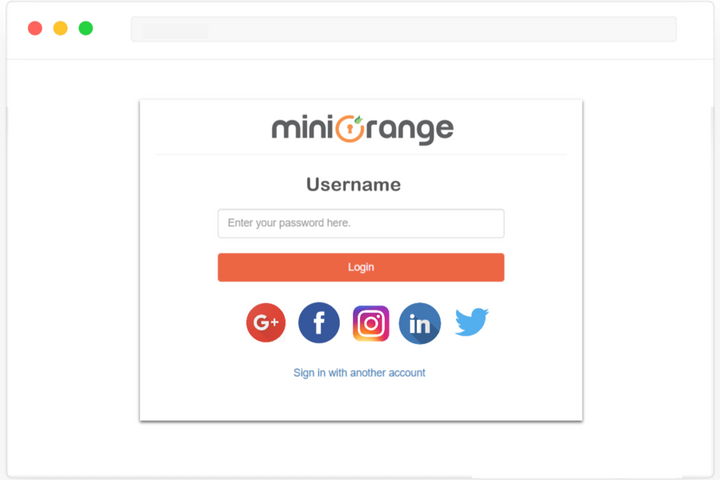 miniOrange
Username
Enter your password here.
Login
G+ f in
Sign in with another account